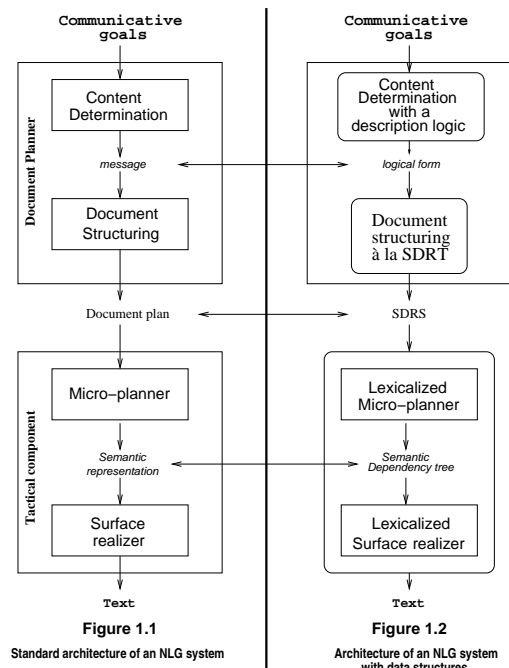 Communicative
goals
Document Planner
Content
Determination
message
Document
Structuring
Document plan
Tactical component
Micro-planner
Semantic
representation
Surface
realizer
Text
Figure 1.1
Standard architecture of an NLG system
Communicative
goals
Content
Determination
with a
description logic
logical form
Document
structuring
à la SDRT
SDRS
Lexicalized
Micro-planner
Semantic
Dependency tree
Lexicalized
Surface realizer
Text
Figure 1.2
Architecture of an NLG system
with data structures